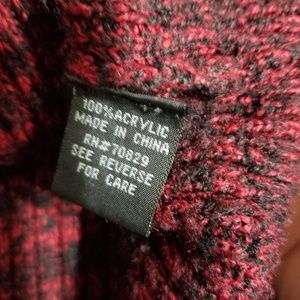 100% ACRYLIC
MADE IN CHINA
RN#70829
SEE REVERSE
FOR CARE